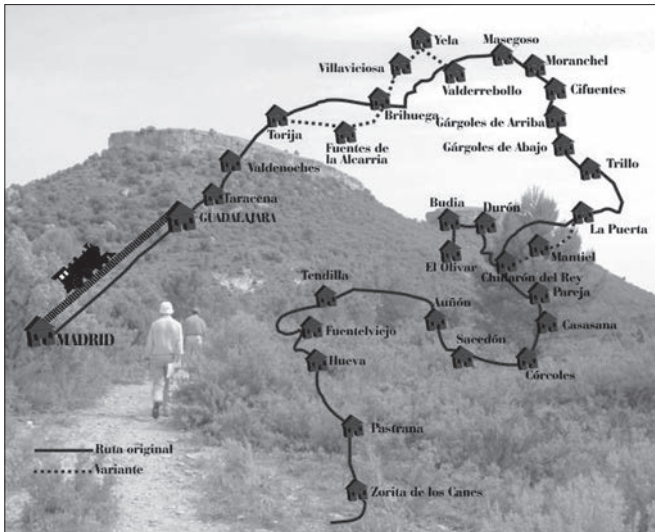 Yela
Masegoso
Villaviciosa
Moranchel
Valderrebollo
Cifuentes
Brihuega
Torija
Gárgoles de Arriba
Fuentes de
la Alcarria
Gárgoles de Abajo
Valdenoches
Trillo
Taracena
GUADALAJARA
Budia
Durón
La Puerta
El Olivar
Mantiel
Chillarón del Rey
Tendilla
Pareja
Auñón
Casasana
Fuentelviejo
MADRID
Sacedón
Hueva
Córcoles
Pastrana
Ruta original
Variante
Zorita de los Canes